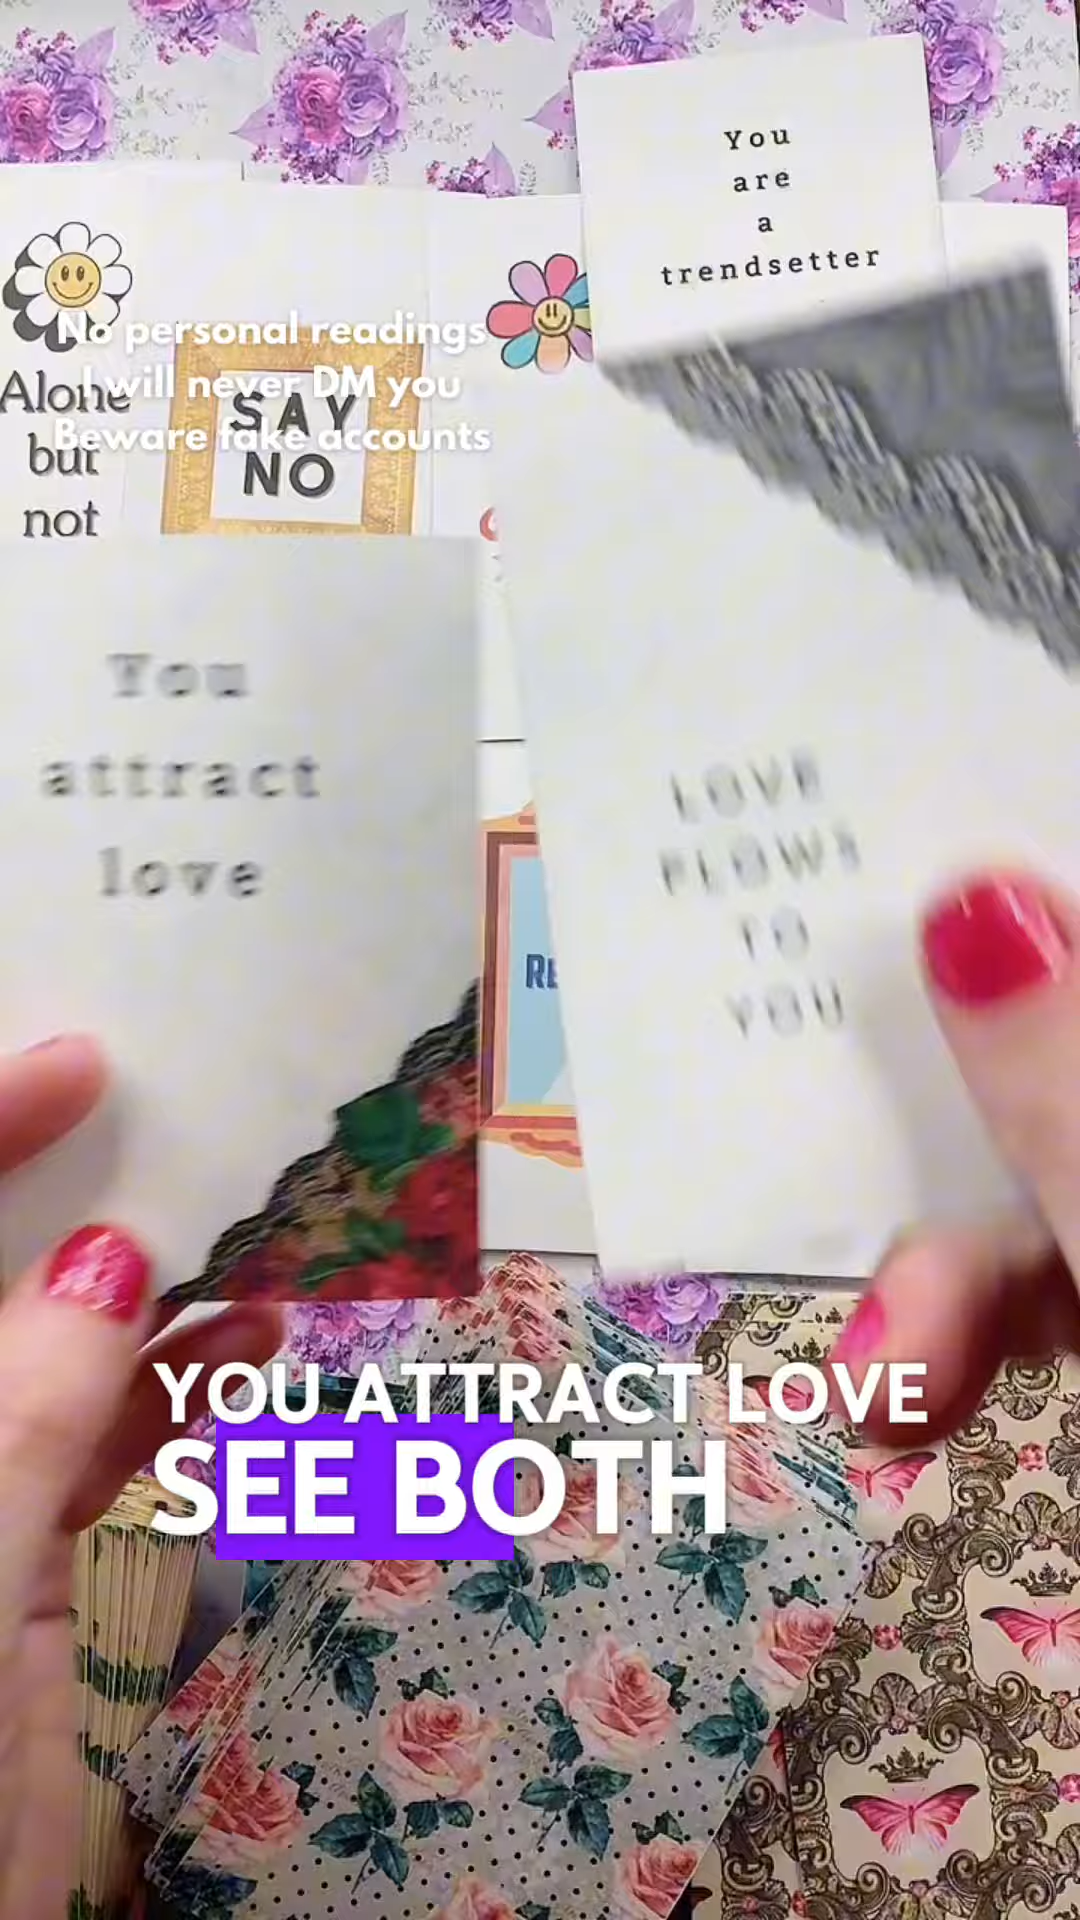 You
are
a
trendsetter
No personal readings
I will never DM you
Beware fake accounts
Alone
but
not
SAY
NO
You
attract
love
LOVE
FLOWS
TO
YOU
RE
YOU ATTRACT LOVE
SEE BOTH